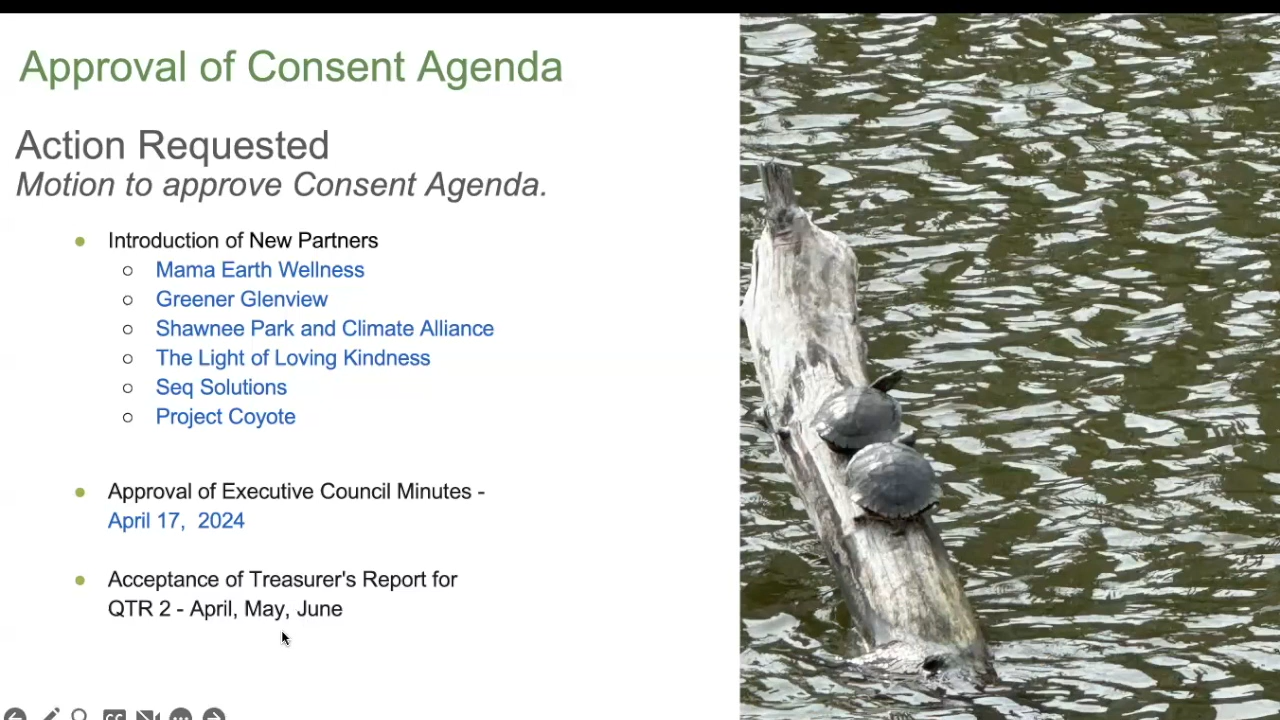 Approval of Consent Agenda
Action Requested
Motion to approve Consent Agenda.
Introduction of New Partners
Mama Earth Wellness
Greener Glenview
Shawnee Park and Climate Alliance
The Light of Loving Kindness
Seq Solutions
Project Coyote
Approval of Executive Council Minutes -
April 17, 2024
Acceptance of Treasurer's Report for
QTR 2 - April, May, June
CC